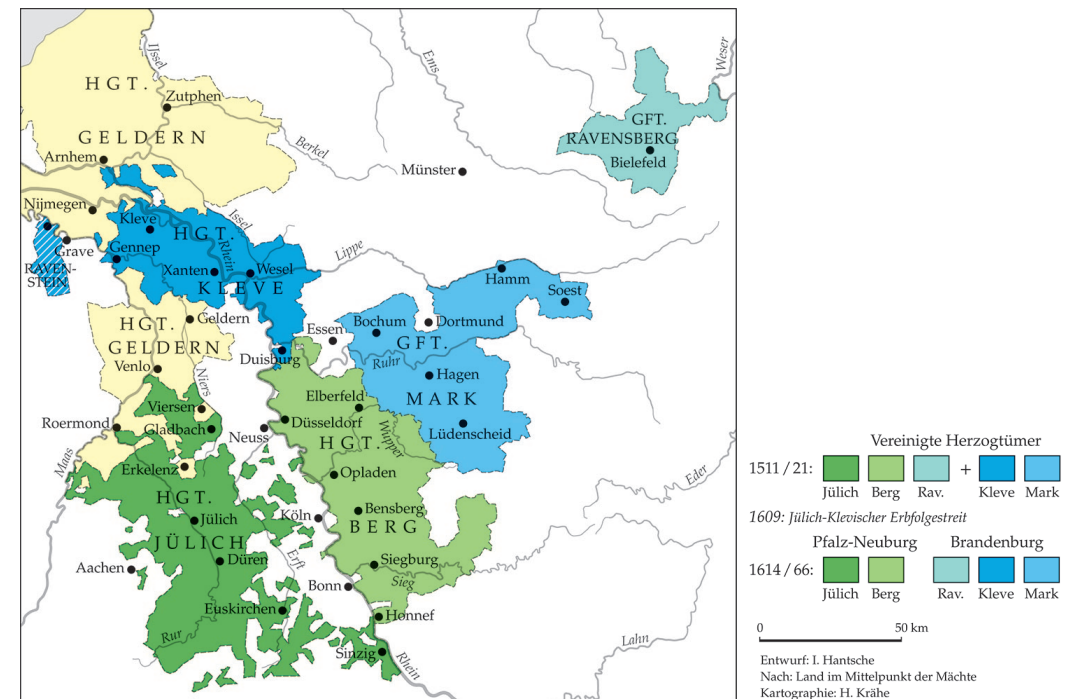 IJssel
Ems
Weser
HGT.
Zutphen
GFT.
GELDERN
RAVENSBERG
Berkel
Arnhem
Bielefeld
Münster
Nijmegen
Kleve
Issel
HGT.
Rhein
Grave
Gennep
Lippe
RAVEN-
STEIN
Xanten
Wesel
Hamm
KLEVE
Soest
HGT.
Geldern
Essen
Bochum
Dortmund
GELDERN
GFT.
Duisburg
Ruhr
Venlo
Niers
Hagen
Elberfeld
MARK
Viersen
Roermond
Gladbach
Neuss
Düsseldorf
Wupper
Lüdenscheid
HGT.
Maas
Erkelenz
Opladen
Eder
HGT.
Jülich
Köln
Bensberg
BERG
JÜLICH
Aachen
Düren
Erft
Siegburg
Bonn
Sieg
Euskirchen
Honnef
Rur
Sinzig
Rhein
Lahn
Vereinigte Herzogtümer
1511/21: +
Jülich Berg Rav. Kleve Mark
1609: Jülich-Klevischer Erbfolgestreit
Pfalz-Neuburg Brandenburg
1614/66:
Jülich Berg Rav. Kleve Mark
0 50 km
Entwurf: I. Hantsche
Nach: Land im Mittelpunkt der Mächte
Kartographie: H. Krähe